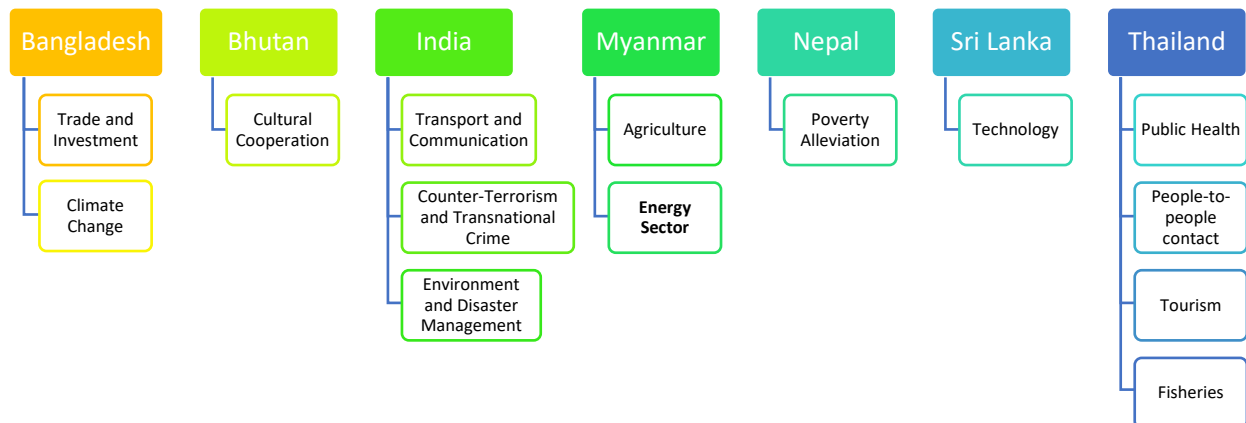 Bangladesh
Trade and
Investment
Climate
Change
Bhutan
Cultural
Cooperation
India
Transport and
Communication
Counter-Terrorism
and Transnational
Crime
Environment
and Disaster
Management
Myanmar
Agriculture
Energy
Sector
Nepal
Poverty
Alleviation
Sri Lanka
Technology
Thailand
Public Health
People-to-
people
contact
Tourism
Fisheries